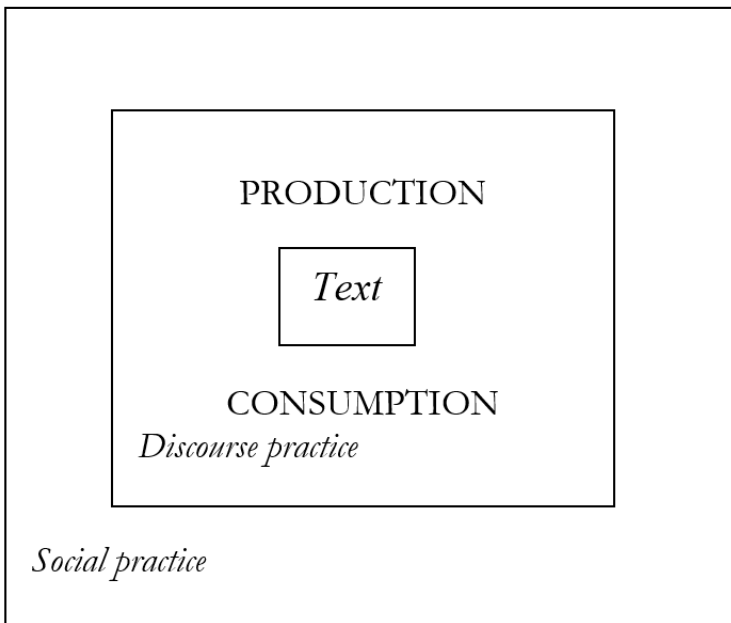 PRODUCTION
Text
CONSUMPTION
Discourse practice
Social practice